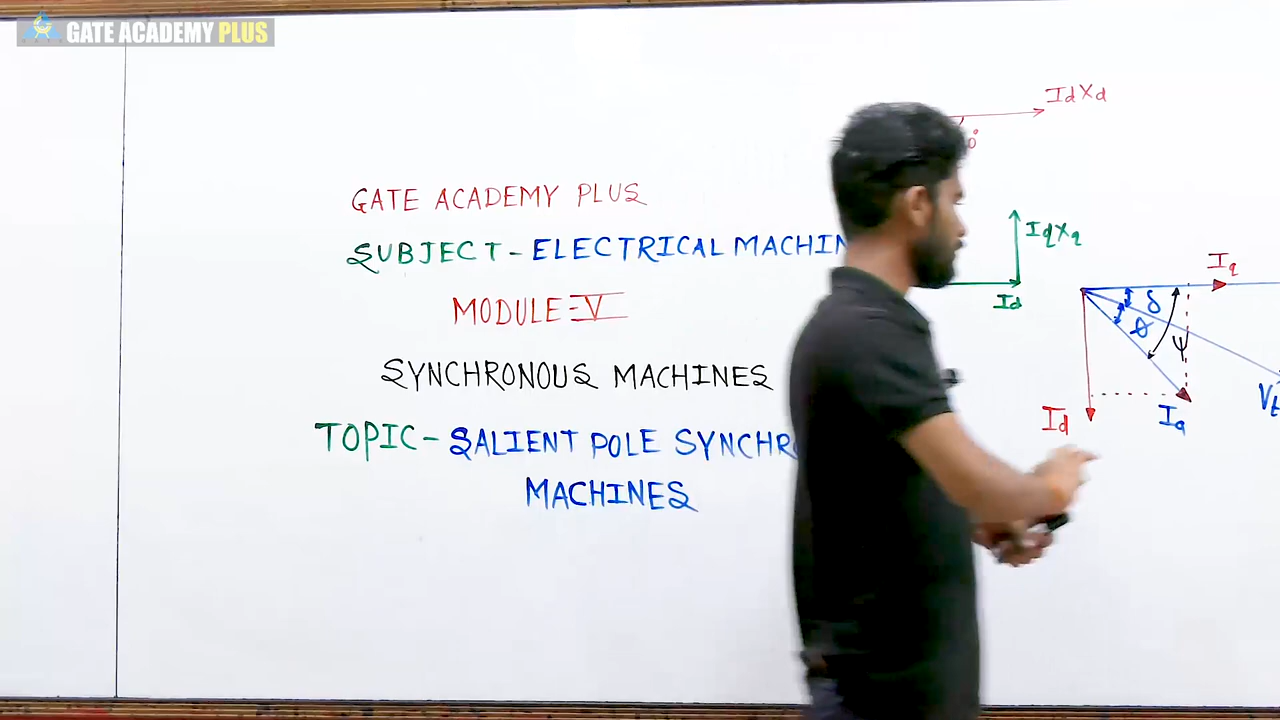 GATE ACADEMY PLUS
GATE ACADEMY PLUS
SUBJECT - ELECTRICAL MACHIN
MODULE - V
SYNCHRONOUS MACHINES
TOPIC - SALIENT POLE SYNCHR
MACHINES
IdXd
IqXq
Id
Iq
δ
ψ
Id
Ia
Vt